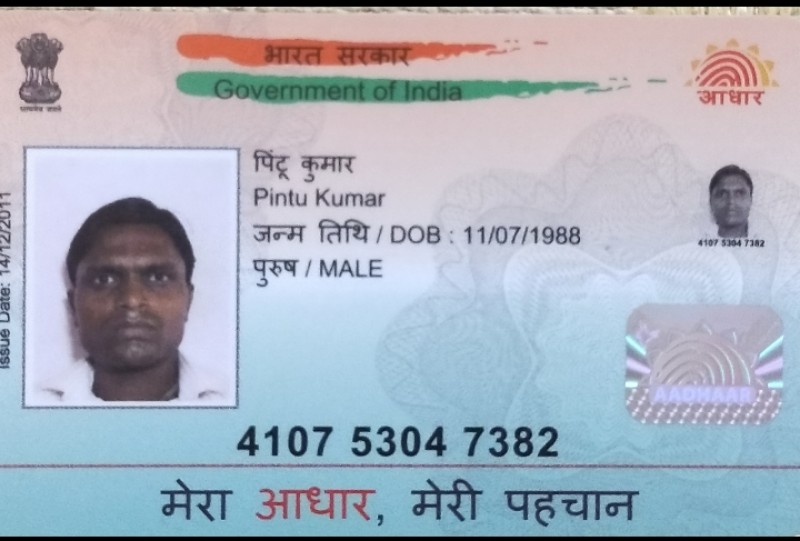 भारत सरकार
Government of India
आधार
पिंटू कुमार
Pintu Kumar
जन्म तिथि / DOB : 11/07/1988
पुरुष / MALE
4107 5304 7382
Issue Date: 14/12/2011
AADHAAR
4107 5304 7382
मेरा आधार, मेरी पहचान